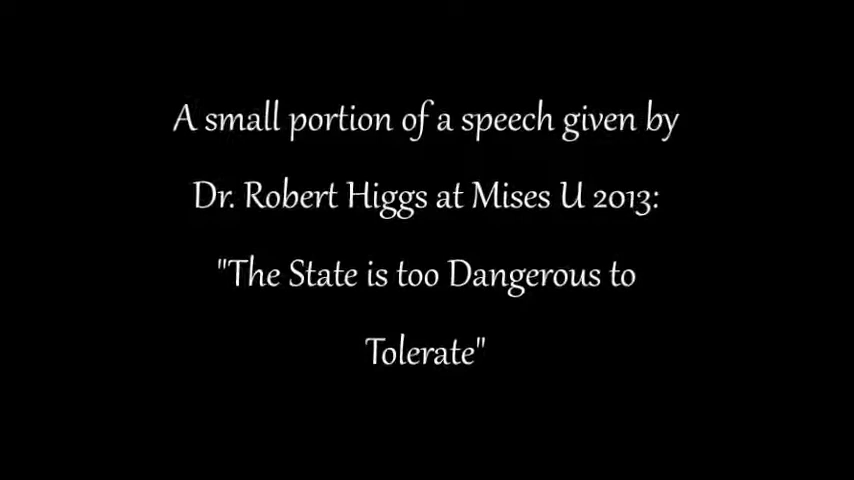 A small portion of a speech given by
Dr. Robert Higgs at Mises U 2013:
"The State is too Dangerous to
Tolerate"